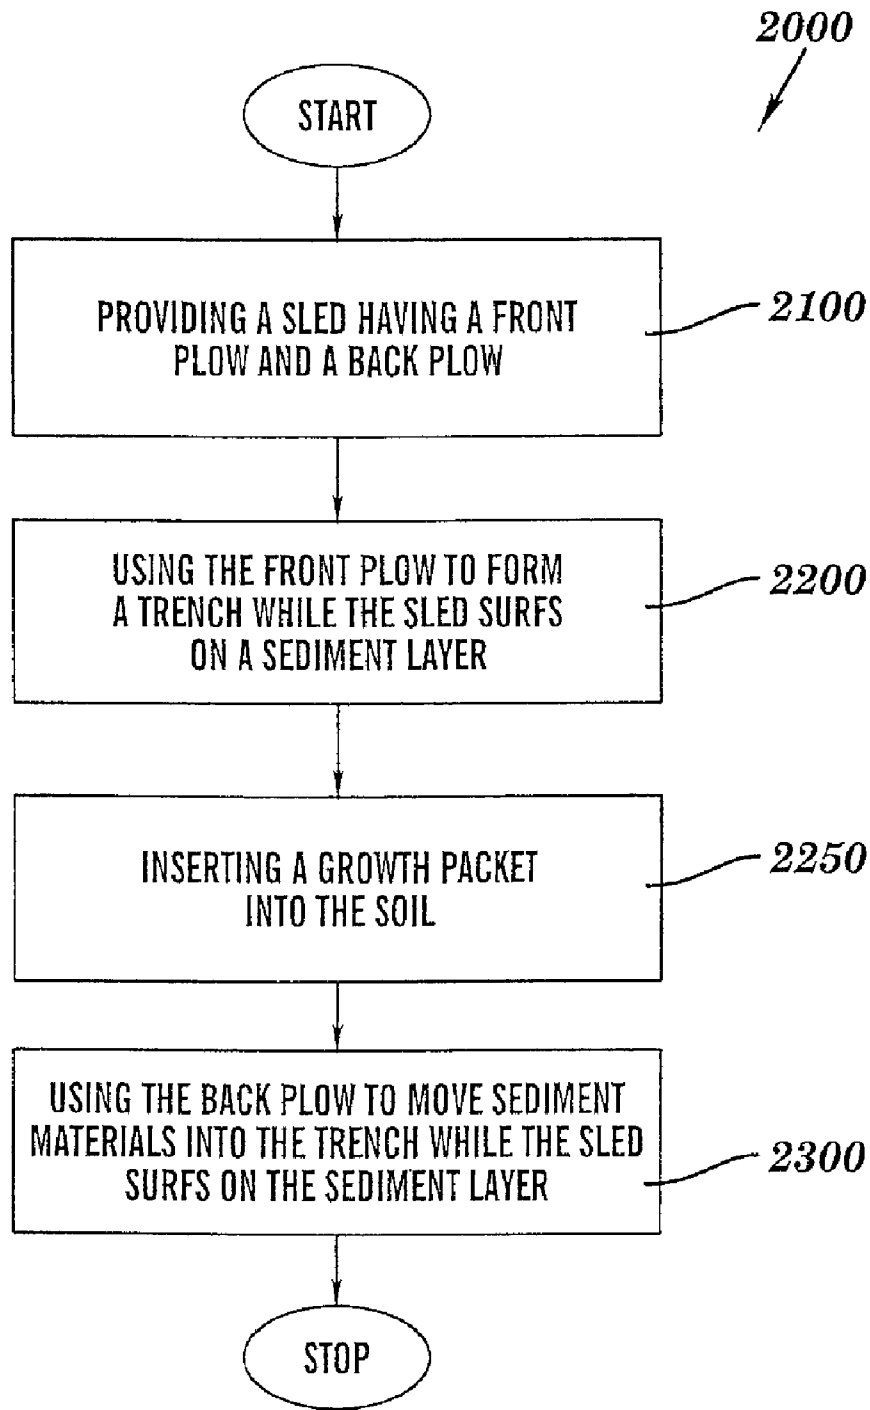 2000
START
PROVIDING A SLED HAVING A FRONT
PLOW AND A BACK PLOW
2100
USING THE FRONT PLOW TO FORM
A TRENCH WHILE THE SLED SURFS
ON A SEDIMENT LAYER
2200
INSERTING A GROWTH PACKET
INTO THE SOIL
2250
USING THE BACK PLOW TO MOVE SEDIMENT
MATERIALS INTO THE TRENCH WHILE THE SLED
SURFS ON THE SEDIMENT LAYER
2300
STOP